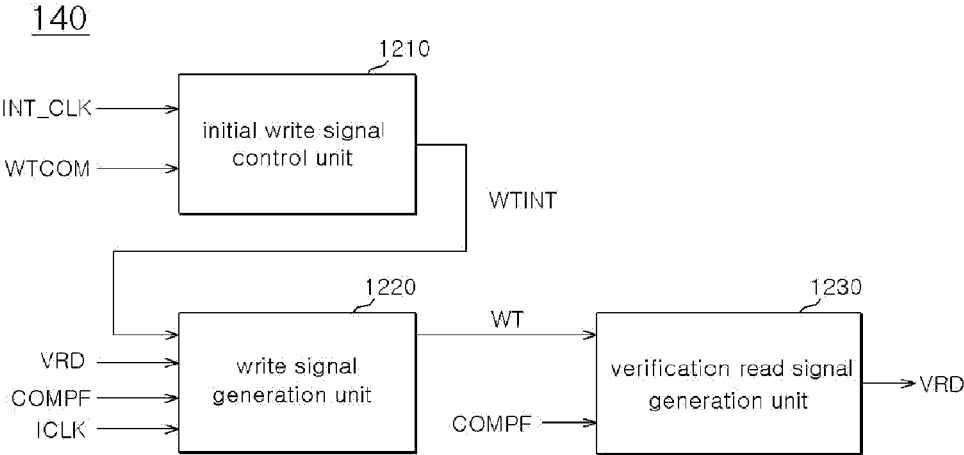 140
1210
INT_CLK
initial write signal
control unit
WTCOM
WTINT
1220
1230
WT
VRD
write signal
generation unit
verification read signal
generation unit
VRD
COMPF
ICLK
COMPF